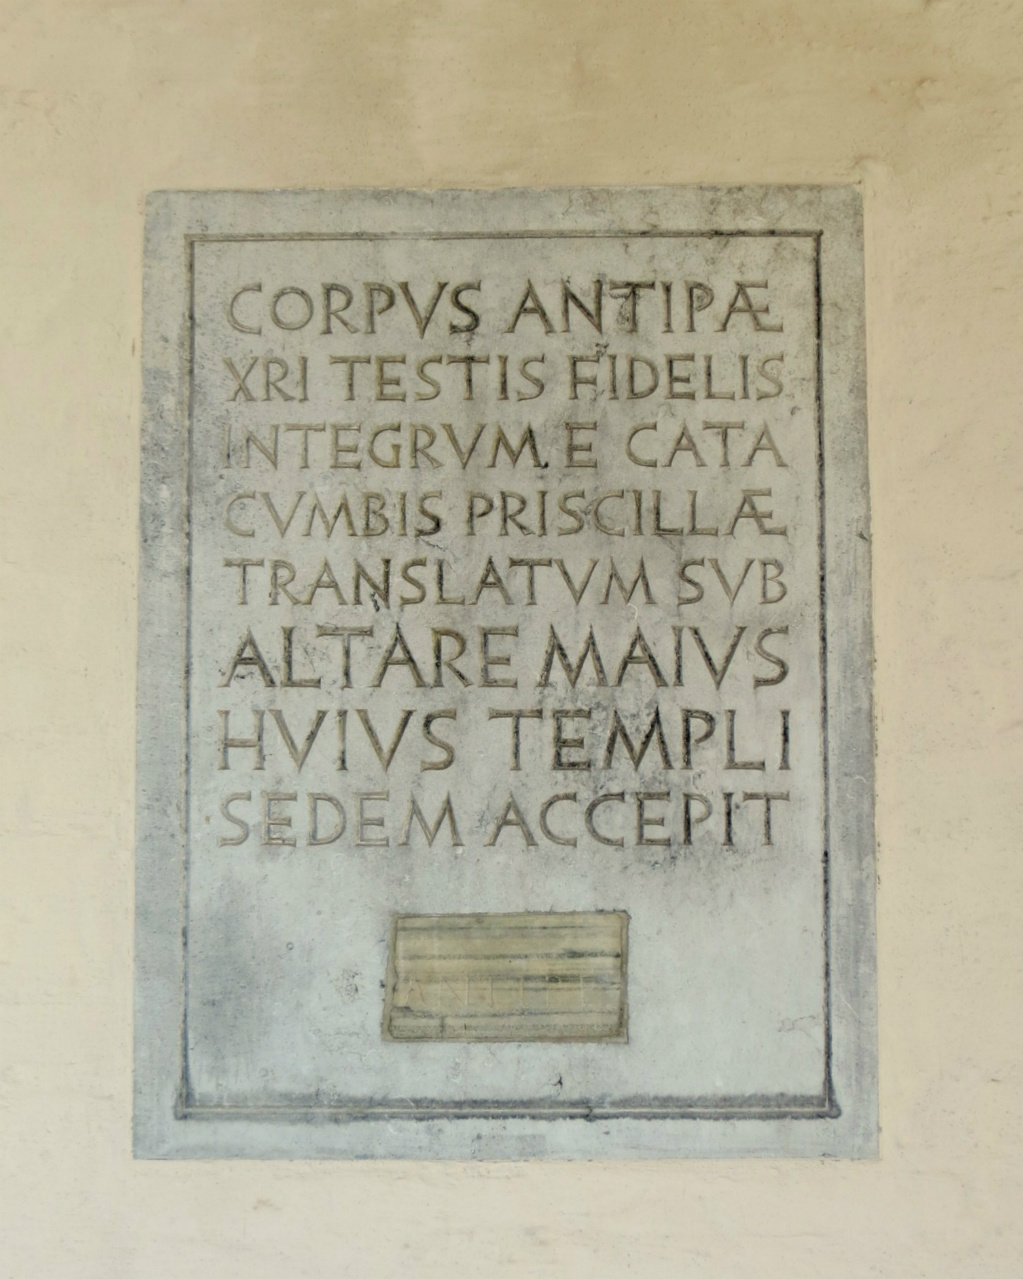 CORPVS ANTIPÆ
XRI TESTIS FIDELIS
INTEGRVM E CATA
CVMBIS PRISCILLÆ
TRANSLATVM SVB
ALTARE MAIVS
HVIVS TEMPLI
SEDEM ACCEPIT